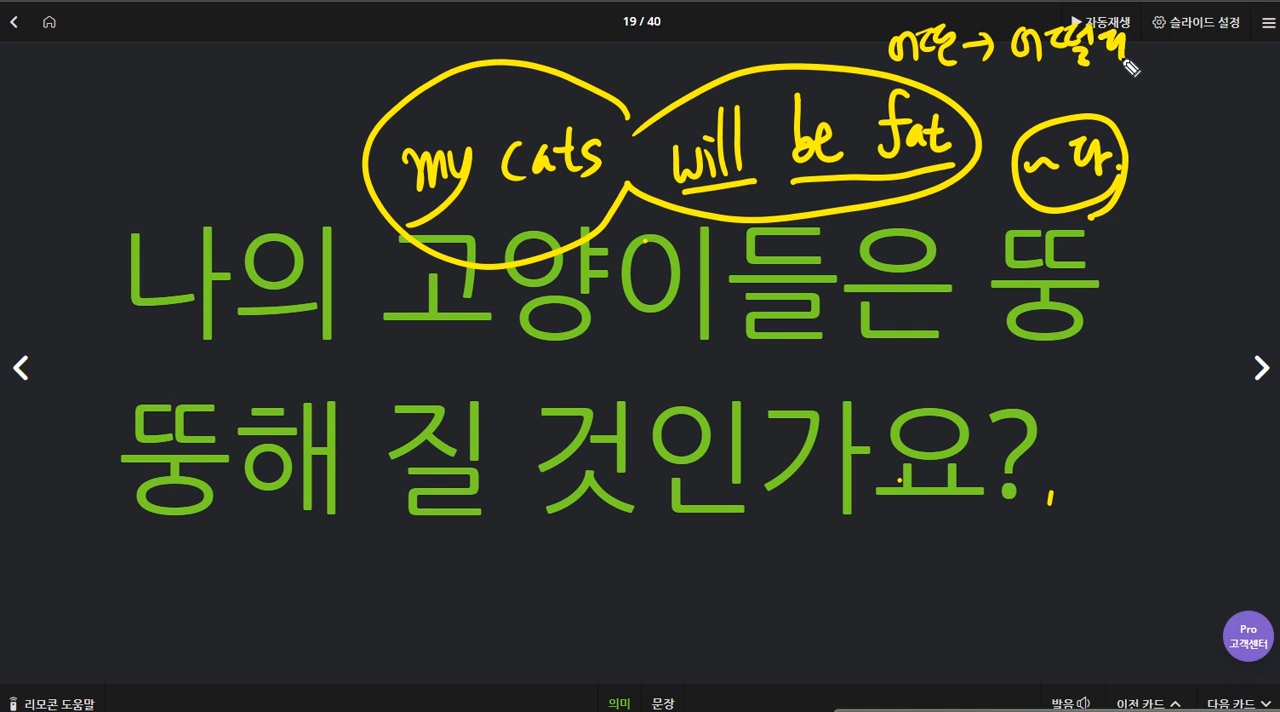 19 / 40
자동재생
슬라이드 설정
어떤 → 어떨
my cats will be fat
~ 다.
나의 고양이들은 뚱
뚱해 질 것인가요?
Pro
고객센터
리모콘 도움말
의미
문장
발음
이전 카드
다음 카드